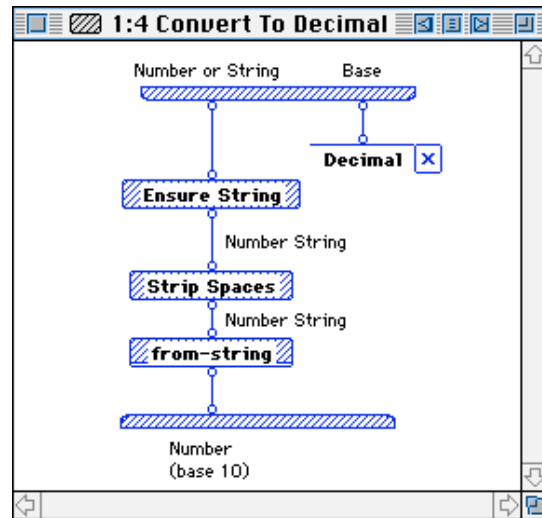 1:4 Convert To Decimal
Number or String
Base
Decimal
Ensure String
Number String
Strip Spaces
Number String
from-string
Number
(base 10)